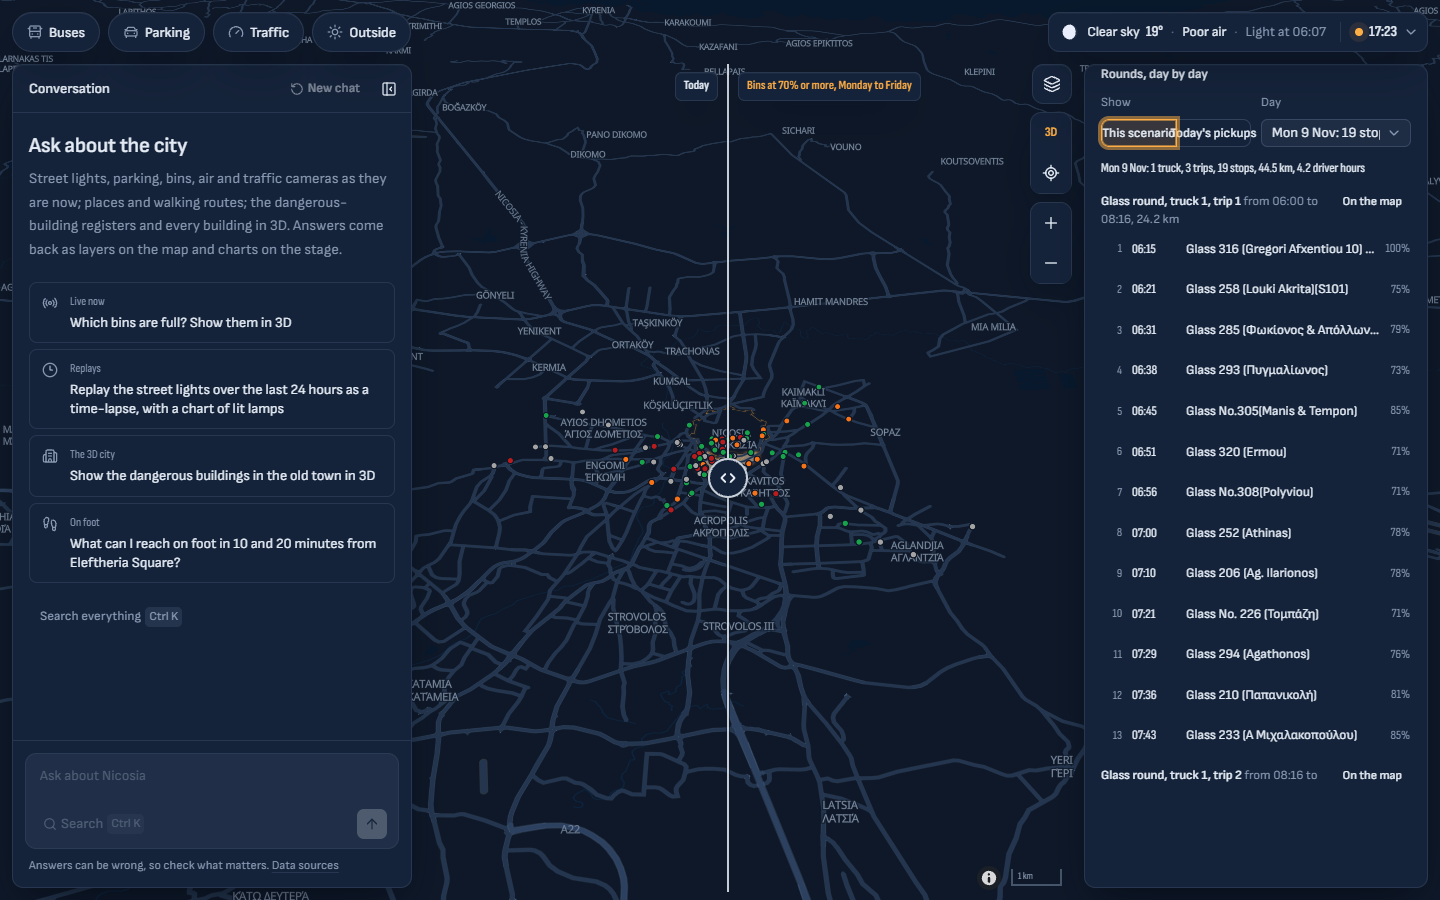 Buses
Parking
Traffic
Outside
Clear sky 19° · Poor air · Light at 06:07
17:23
Conversation
New chat
Ask about the city
Street lights, parking, bins, air and traffic cameras as they
are now; places and walking routes; the dangerous-
building registers and every building in 3D. Answers come
back as layers on the map and charts on the stage.
Live now
Which bins are full? Show them in 3D
Replays
Replay the street lights over the last 24 hours as a
time-lapse, with a chart of lit lamps
The 3D city
Show the dangerous buildings in the old town in 3D
On foot
What can I reach on foot in 10 and 20 minutes from
Eleftheria Square?
Search everything Ctrl K
Ask about Nicosia
Search Ctrl K
Answers can be wrong, so check what matters. Data sources
AGIOS GEORGIOS
KYRENIA
TEMPLOS
KARAKOUMI
KAZAFANI
AGIOS EPIKTITOS
KLEPINI
BELLAPAIS
Today
Bins at 70% or more, Monday to Friday
BOĞAZKÖY
PANO DIKOMO
DIKOMO
SICHARI
VOUNO
KOUTSOVENTIS
NICOSIA - KYRENIA HIGHWAY
GÖNYELI
HAMIT MANDRES
TAŞKINKÖY
YENIKENT
ORTAKÖY
TRACHONAS
MIA MILIA
KERMIA
KUMSAL
KAIMAKLI
ΚΑΪΜΑΚΛΊ
KÖŞKLÜÇIFTLIK
AYIOS DHOMETIOS
ΆΓΙΟΣ ΔΟΜΈΤΙΟΣ
SOPAZ
ENGOMI
ΈΓΚΩΜΗ
ACROPOLIS
ΑΚΡΌΠΟΛΙΣ
AGLANDJIA
ΑΓΛΑΝΤΖΙΆ
STROVOLOS
ΣΤΡΌΒΟΛΟΣ
STROVOLOS III
YERI
ΓΈΡΙ
LATSIA
ΛΑΤΣΙΆ
A22
1 km
3D
Rounds, day by day
Show
Day
This scenario
Today's pickups
Mon 9 Nov: 19 sto
Mon 9 Nov: 1 truck, 3 trips, 19 stops, 44.5 km, 4.2 driver hours
Glass round, truck 1, trip 1 from 06:00 to
08:16, 24.2 km
On the map
1 06:15 Glass 316 (Gregori Afxentiou 10) ... 100%
2 06:21 Glass 258 (Louki Akrita)(S101) 75%
3 06:31 Glass 285 (Φωκίονος & Απόλλων... 79%
4 06:38 Glass 293 (Πυγμαλίωνος) 73%
5 06:45 Glass No.305(Manis & Tempon) 85%
6 06:51 Glass 320 (Ermou) 71%
7 06:56 Glass No.308(Polyviou) 71%
8 07:00 Glass 252 (Athinas) 78%
9 07:10 Glass 206 (Ag. Ilarionos) 78%
10 07:21 Glass No. 226 (Τομπάζη) 71%
11 07:29 Glass 294 (Agathonos) 76%
12 07:36 Glass 210 (Παπανικολή) 81%
13 07:43 Glass 233 (Α Μιχαλακοπούλου) 85%
Glass round, truck 1, trip 2 from 08:16 to
On the map